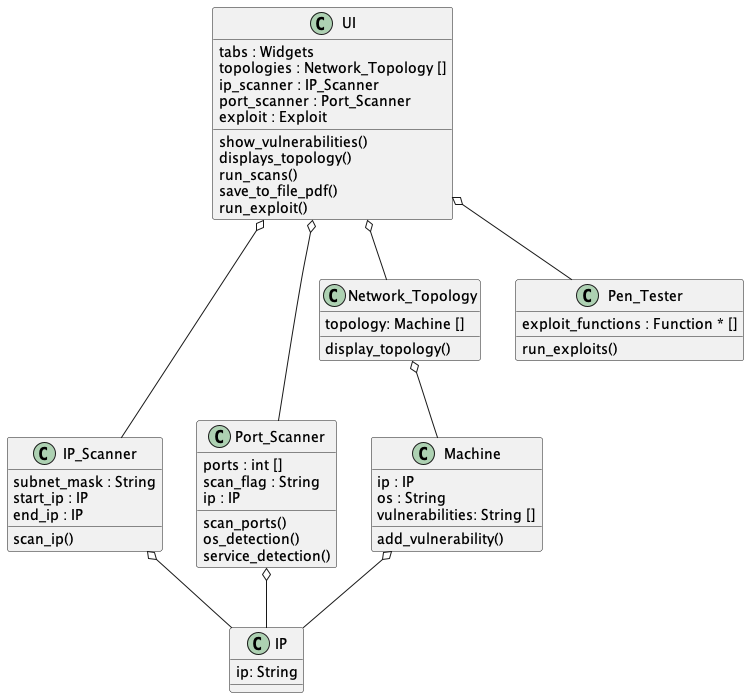 C UI
tabs : Widgets
topologies : Network_Topology []
ip_scanner : IP_Scanner
port_scanner : Port_Scanner
exploit : Exploit
show_vulnerabilities()
displays_topology()
run_scans()
save_to_file_pdf()
run_exploit()
C Network_Topology
topology: Machine []
display_topology()
C Pen_Tester
exploit_functions : Function * []
run_exploits()
C IP_Scanner
subnet_mask : String
start_ip : IP
end_ip : IP
scan_ip()
C Port_Scanner
ports : int []
scan_flag : String
ip : IP
scan_ports()
os_detection()
service_detection()
C Machine
ip : IP
os : String
vulnerabilities: String []
add_vulnerability()
C IP
ip: String